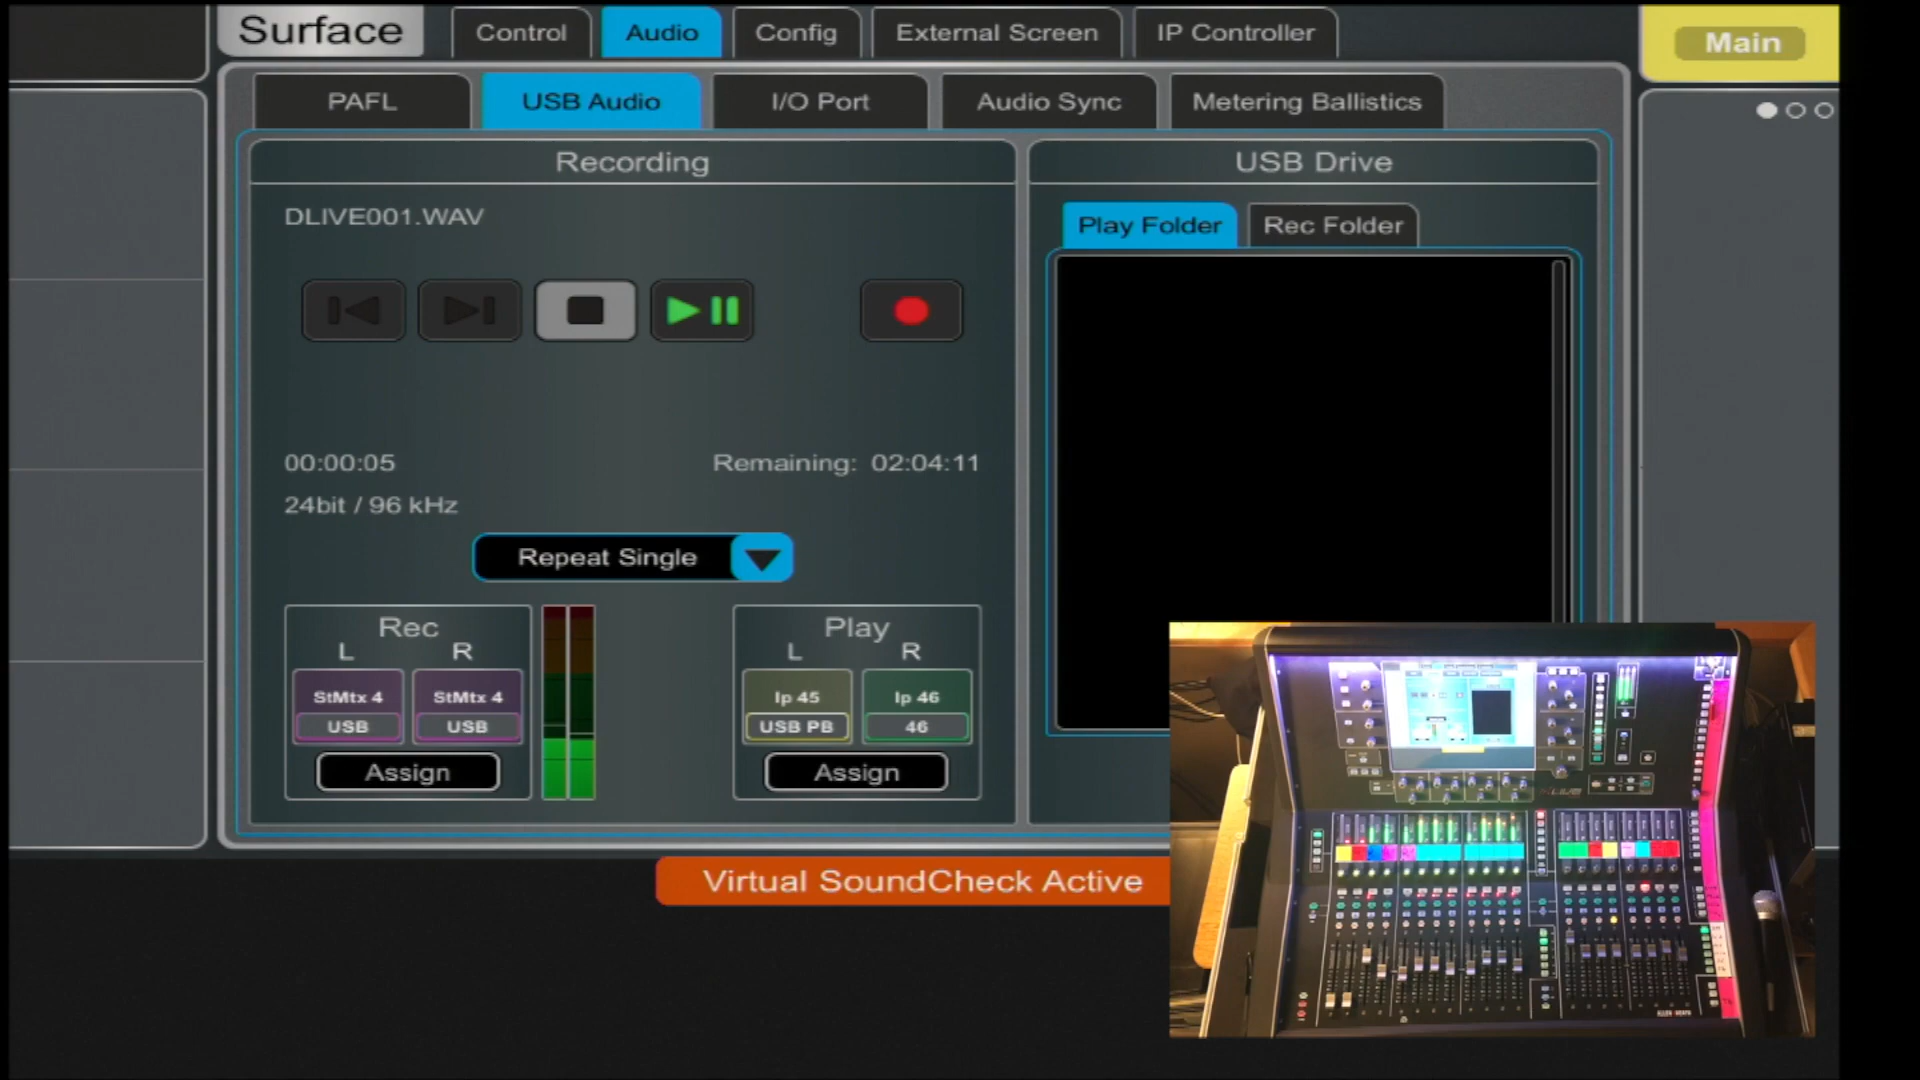 Surface
Control
Audio
Config
External Screen
IP Controller
Main
PAFL
USB Audio
I/O Port
Audio Sync
Metering Ballistics
Recording
USB Drive
DLIVE001.WAV
Play Folder
Rec Folder
00:00:05
Remaining: 02:04:11
24bit / 96 kHz
Repeat Single
Rec
L R
StMtx 4 StMtx 4
USB USB
Assign
Play
L R
Ip 45 Ip 46
USB PB 46
Assign
Virtual SoundCheck Active
ALLEN HEATH